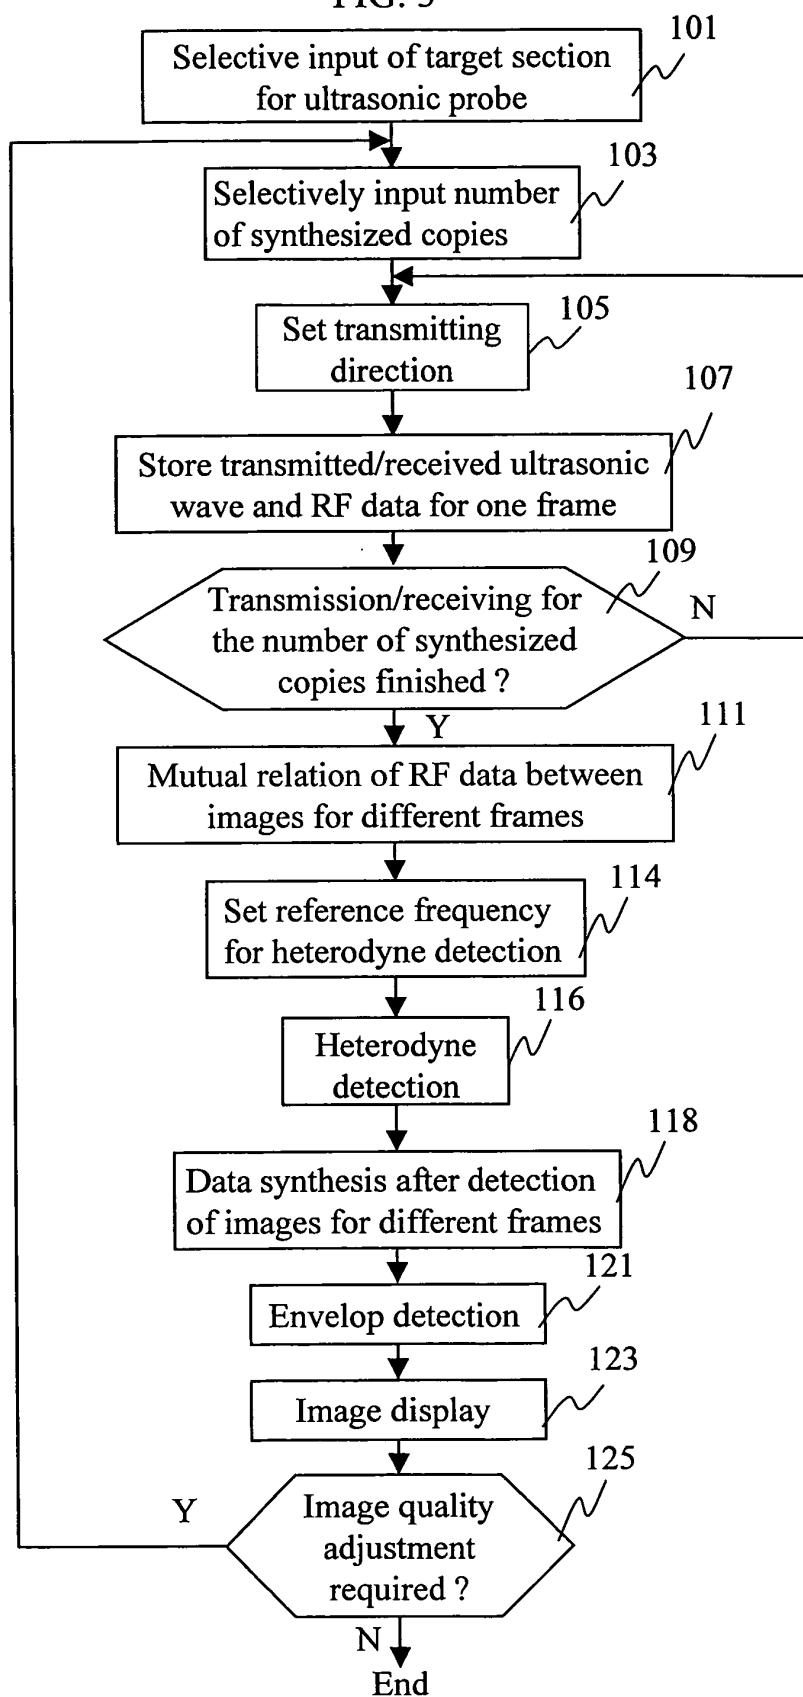 101
Selective input of target section
for ultrasonic probe
103
Selectively input number
of synthesized copies
105
Set transmitting
direction
107
Store transmitted/received ultrasonic
wave and RF data for one frame
109
Transmission/receiving for
the number of synthesized
copies finished ?
N
Y
111
Mutual relation of RF data between
images for different frames
114
Set reference frequency
for heterodyne detection
116
Heterodyne
detection
118
Data synthesis after detection
of images for different frames
121
Envelop detection
123
Image display
125
Y
Image quality
adjustment
required ?
N
End